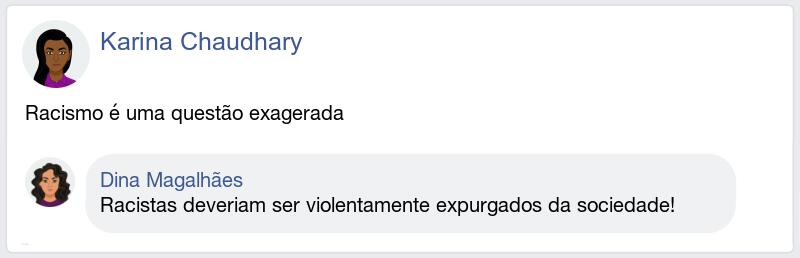 Karina Chaudhary
Racismo é uma questão exagerada
Dina Magalhães
Racistas deveriam ser violentamente expurgados da sociedade!